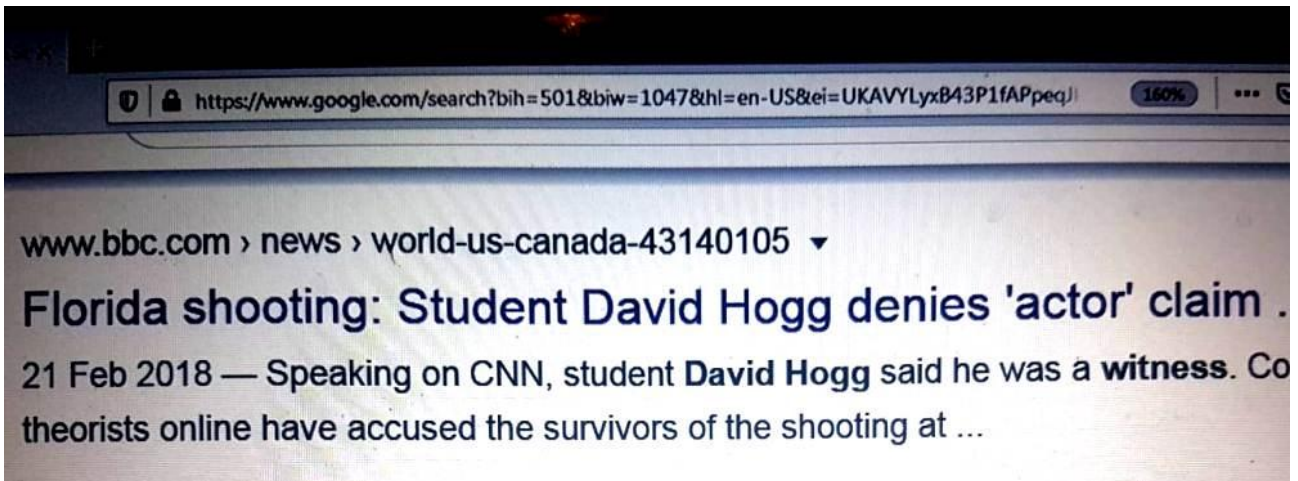 https://www.google.com/search?bih=501&biw=1047&hl=en-US&ei=UKAVYLyxB43P1fAPpeqJ 160%
www.bbc.com › news › world-us-canada-43140105
Florida shooting: Student David Hogg denies 'actor' claim .
21 Feb 2018 — Speaking on CNN, student David Hogg said he was a witness. Co
theorists online have accused the survivors of the shooting at ...